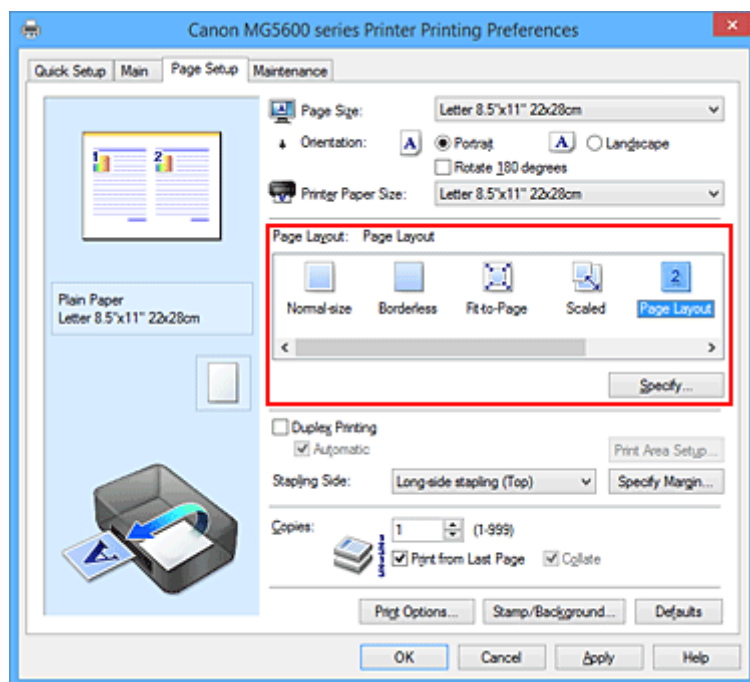 Canon MG5600 series Printer Printing Preferences
Quick Setup Main Page Setup Maintenance
1 2
Plain Paper
Letter 8.5"x11" 22x28cm
Page Size: Letter 8.5"x11" 22x28cm
Orientation: A Portrait A Landscape
Rotate 180 degrees
Printer Paper Size: Letter 8.5"x11" 22x28cm
Page Layout: Page Layout
2
Normal-size Borderless Fit-to-Page Scaled Page Layout
Specify...
Duplex Printing
Automatic
Print Area Setup...
Stapling Side: Long-side stapling (Top) Specify Margin...
Copies: 1 (1-999)
Print from Last Page Collate
A
Print Options... Stamp/Background... Defaults
OK Cancel Apply Help